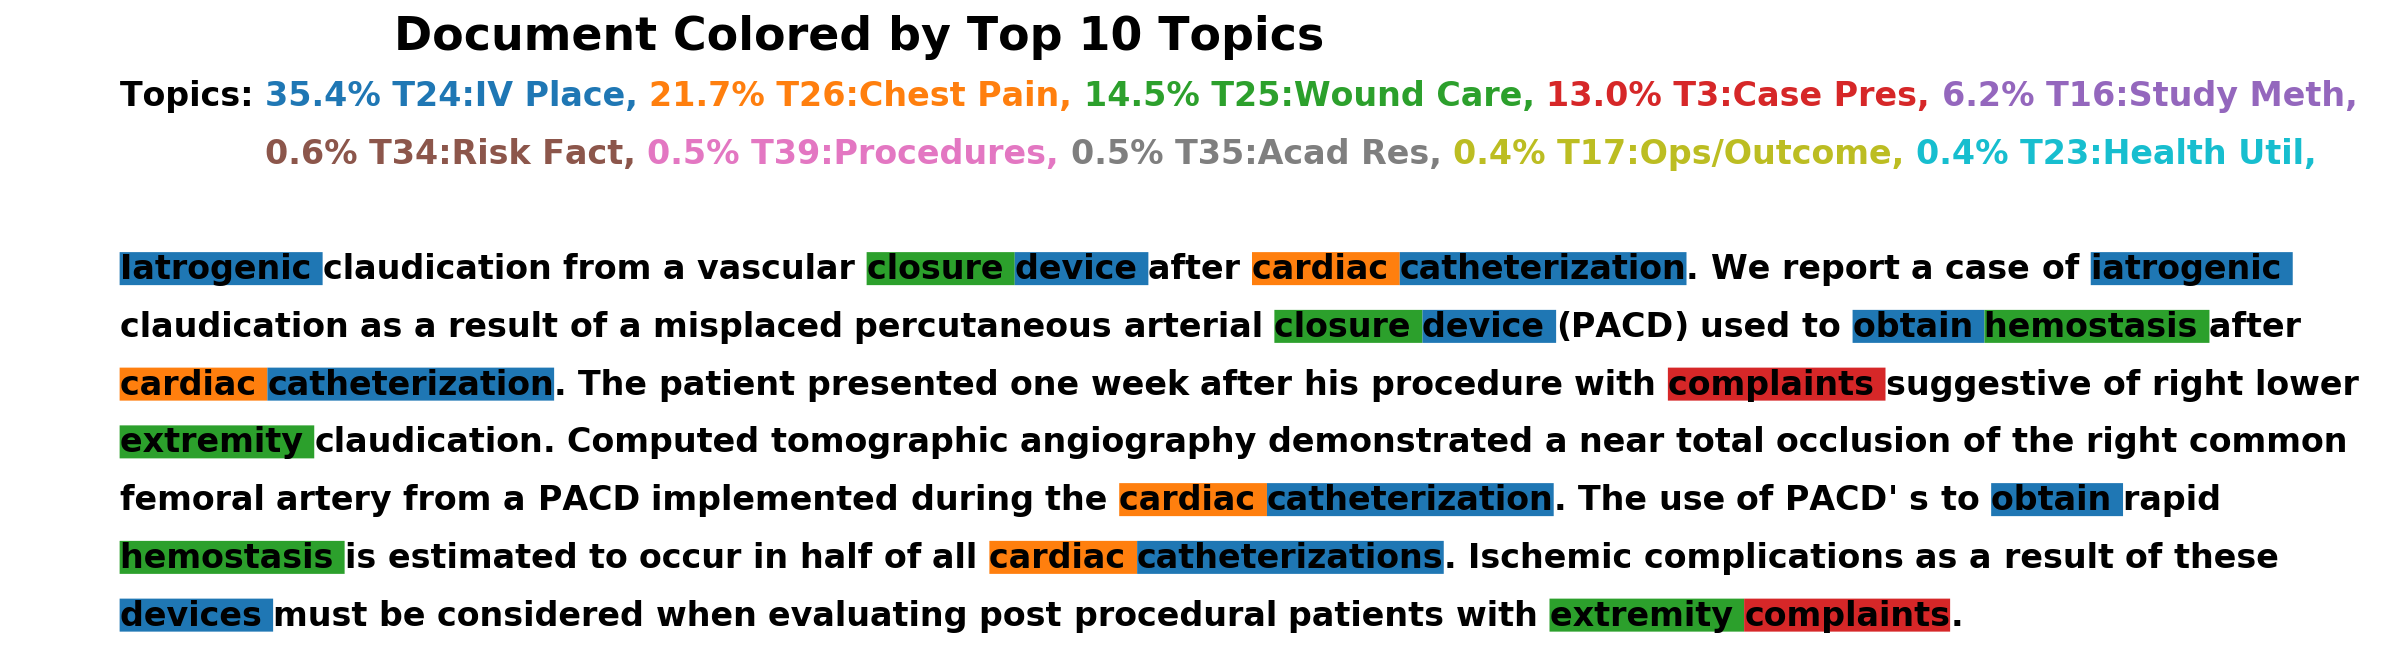 Document Colored by Top 10 Topics
Topics: 35.4% T24:IV Place, 21.7% T26:Chest Pain, 14.5% T25:Wound Care, 13.0% T3:Case Pres, 6.2% T16:Study Meth,
0.6% T34:Risk Fact, 0.5% T39:Procedures, 0.5% T35:Acad Res, 0.4% T17:Ops/Outcome, 0.4% T23:Health Util,
Iatrogenic claudication from a vascular closure device after cardiac catheterization. We report a case of iatrogenic
claudication as a result of a misplaced percutaneous arterial closure device (PACD) used to obtain hemostasis after
cardiac catheterization. The patient presented one week after his procedure with complaints suggestive of right lower
extremity claudication. Computed tomographic angiography demonstrated a near total occlusion of the right common
femoral artery from a PACD implemented during the cardiac catheterization. The use of PACD' s to obtain rapid
hemostasis is estimated to occur in half of all cardiac catheterizations. Ischemic complications as a result of these
devices must be considered when evaluating post procedural patients with extremity complaints.